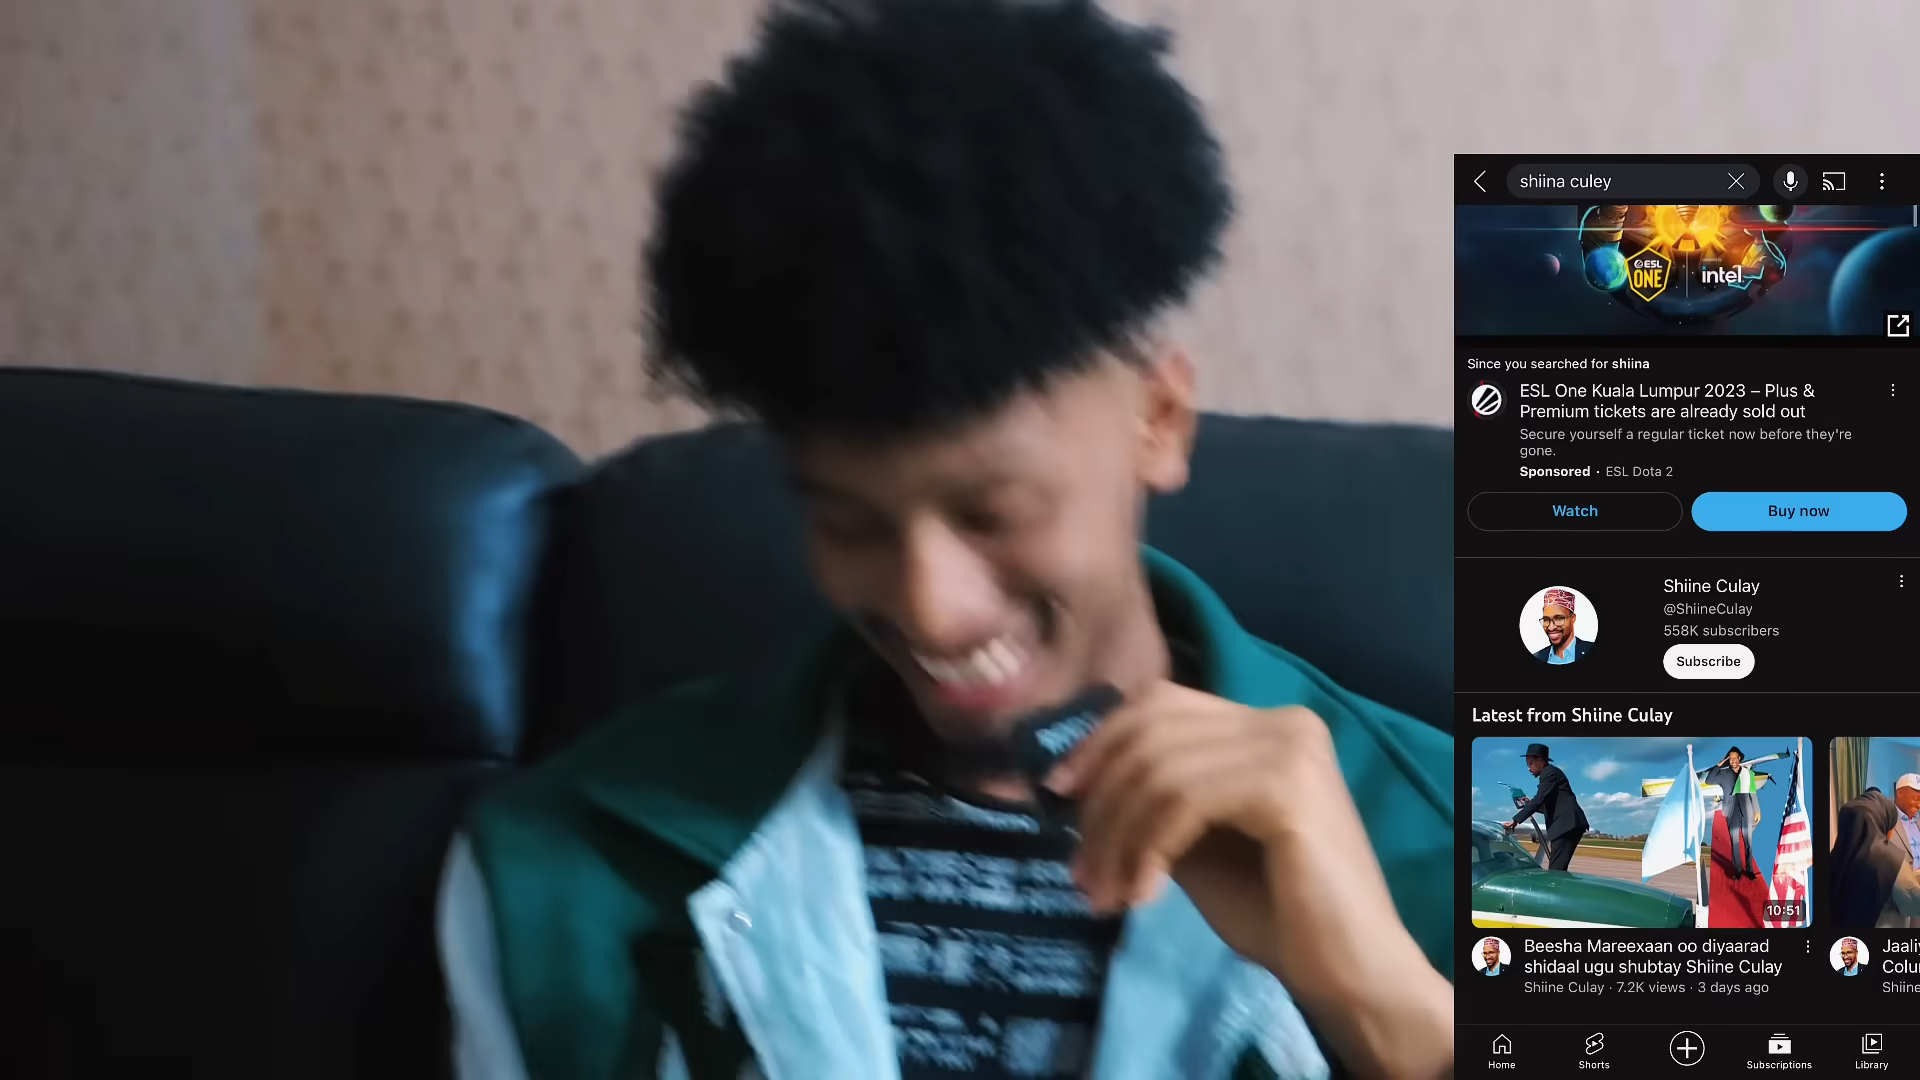 shiina culey
ESL
ONE
intel
Since you searched for shiina
ESL One Kuala Lumpur 2023 – Plus &
Premium tickets are already sold out
Secure yourself a regular ticket now before they're
gone.
Sponsored · ESL Dota 2
Watch
Buy now
Shiine Culay
@ShiineCulay
558K subscribers
Subscribe
Latest from Shiine Culay
10:51
Beesha Mareexaan oo diyaarad
shidaal ugu shubtay Shiine Culay
Shiine Culay · 7.2K views · 3 days ago
Home
Shorts
Subscriptions
Library